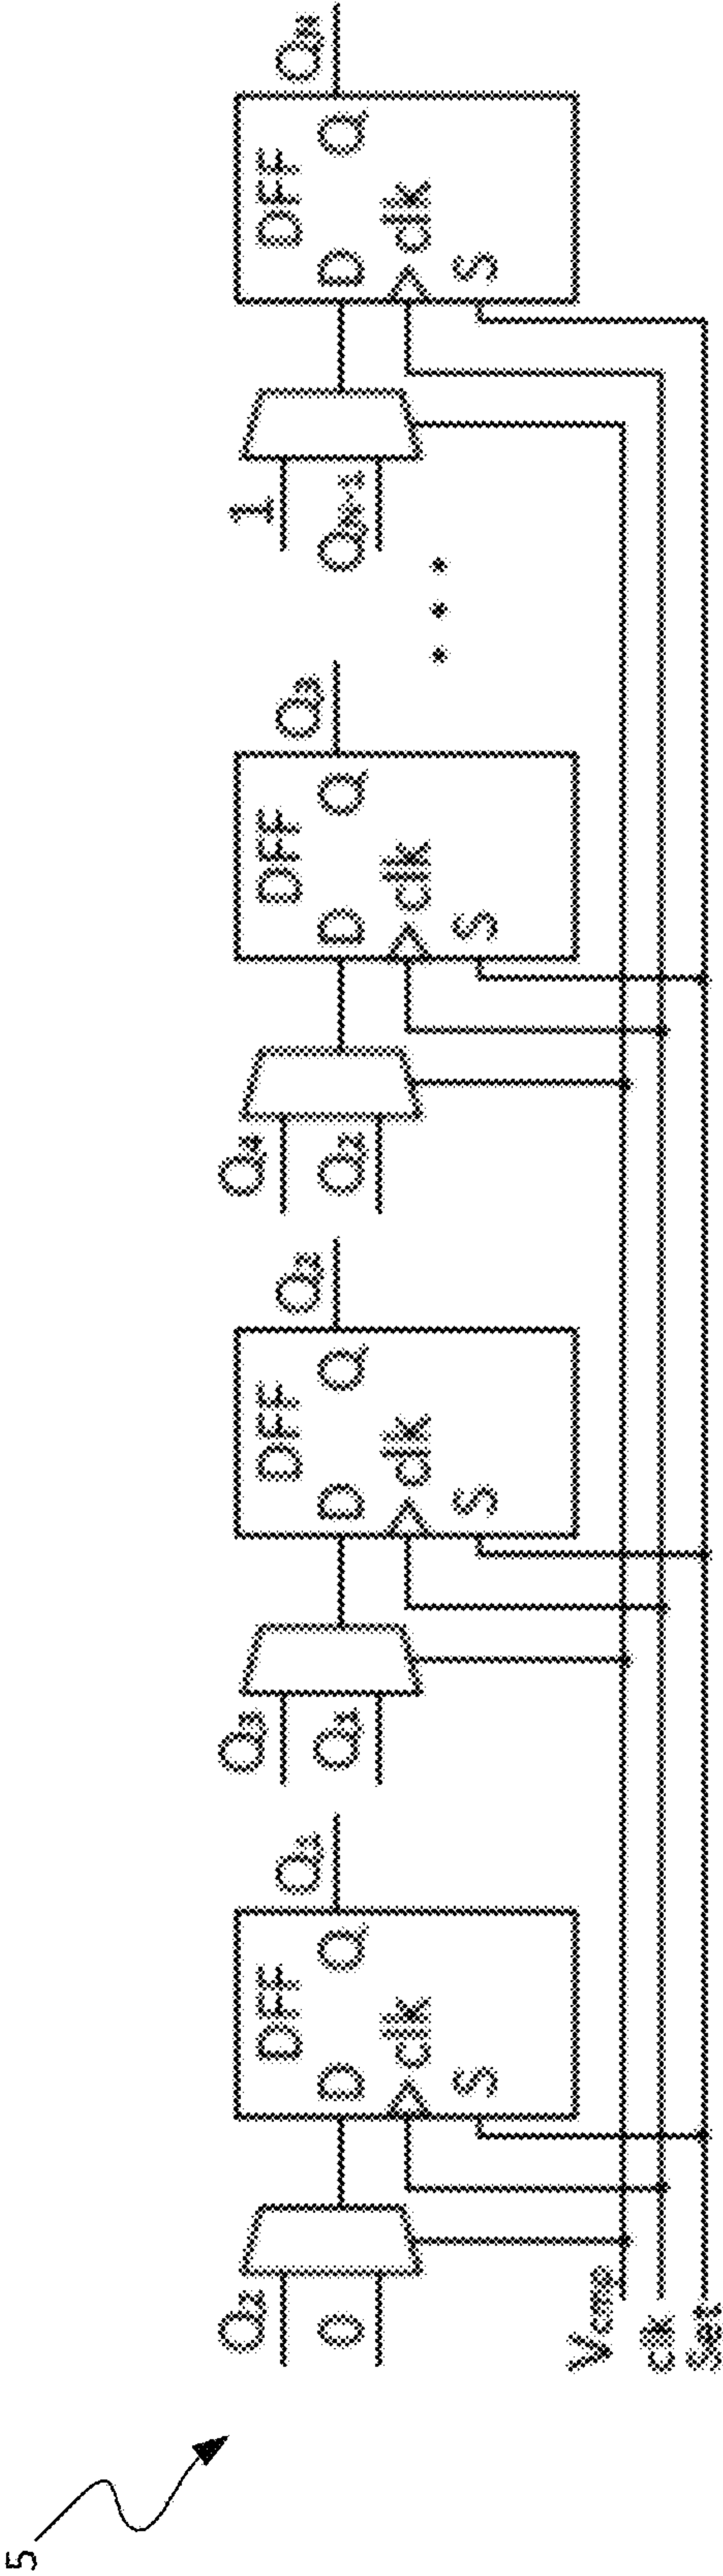 5
Q2
0
DFF
D
Q
clk
S
Q1
Q3
Q1
DFF
D
Q
clk
S
Q2
Q4
Q2
DFF
D
Q
clk
S
Q3
1
Qn-1
DFF
D
Q
clk
S
Qn
Vcmp
clk
Set